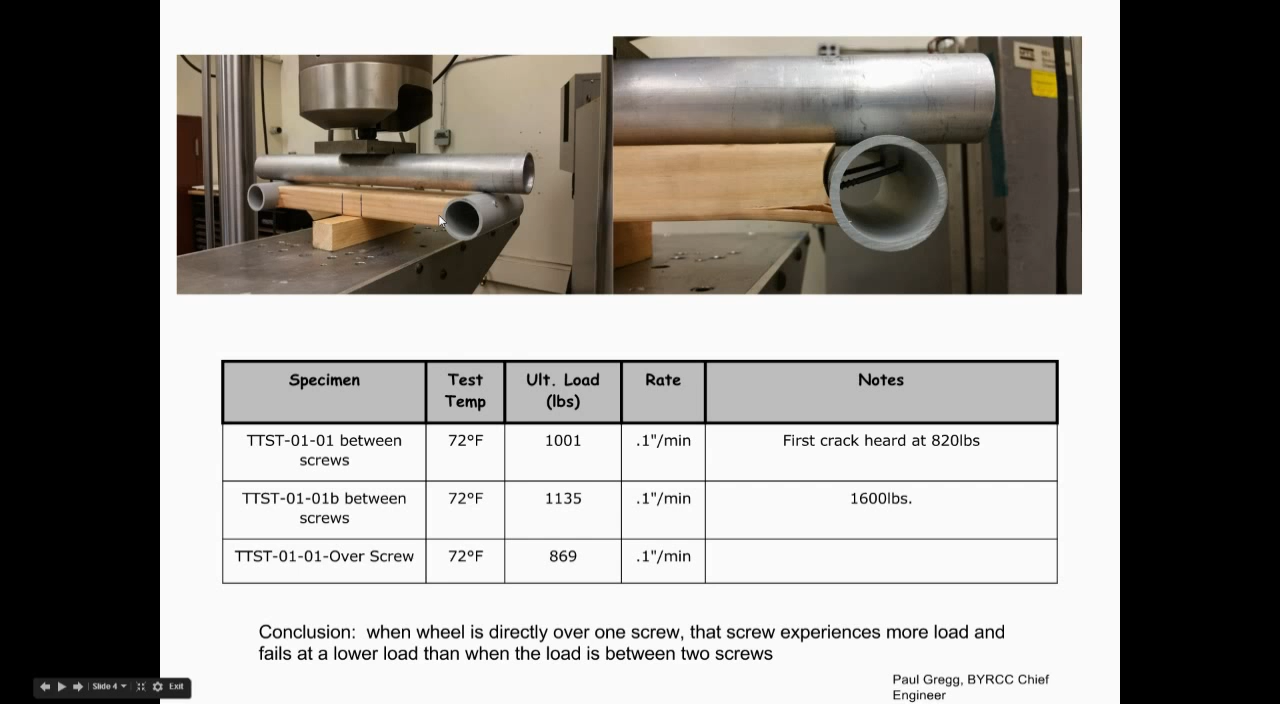 Specimen
Test
Temp
Ult. Load
(lbs)
Rate
Notes
TTST-01-01 between
screws
72°F
1001
.1"/min
First crack heard at 820lbs
TTST-01-01b between
screws
72°F
1135
.1"/min
1600lbs.
TTST-01-01-Over Screw
72°F
869
.1"/min
Conclusion: when wheel is directly over one screw, that screw experiences more load and
fails at a lower load than when the load is between two screws
Paul Gregg, BYRCC Chief
Engineer
Slide 4
Exit